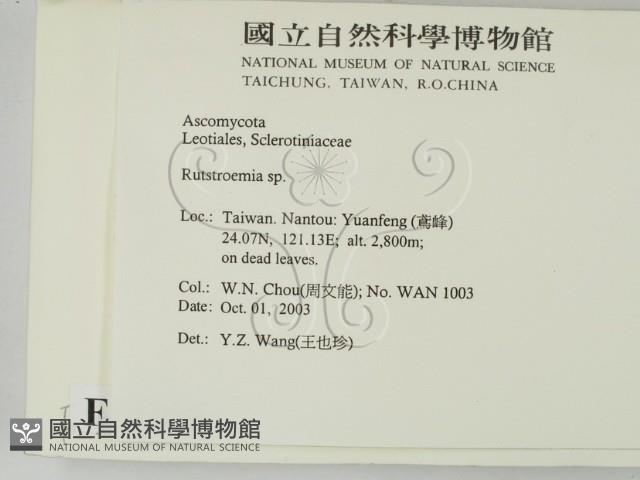 國立自然科學博物館
NATIONAL MUSEUM OF NATURAL SCIENCE
TAICHUNG, TAIWAN, R.O.CHINA
Ascomycota
Leotiales, Sclerotiniaceae
Rutstroemia sp.
Loc.: Taiwan. Nantou: Yuanfeng (鳶峰)
24.07N, 121.13E; alt. 2,800m;
on dead leaves.
Col.: W.N. Chou(周文能); No. WAN 1003
Date: Oct. 01, 2003
Det.: Y.Z. Wang(王也珍)
F
國立自然科學博物館
NATIONAL MUSEUM OF NATURAL SCIENCE